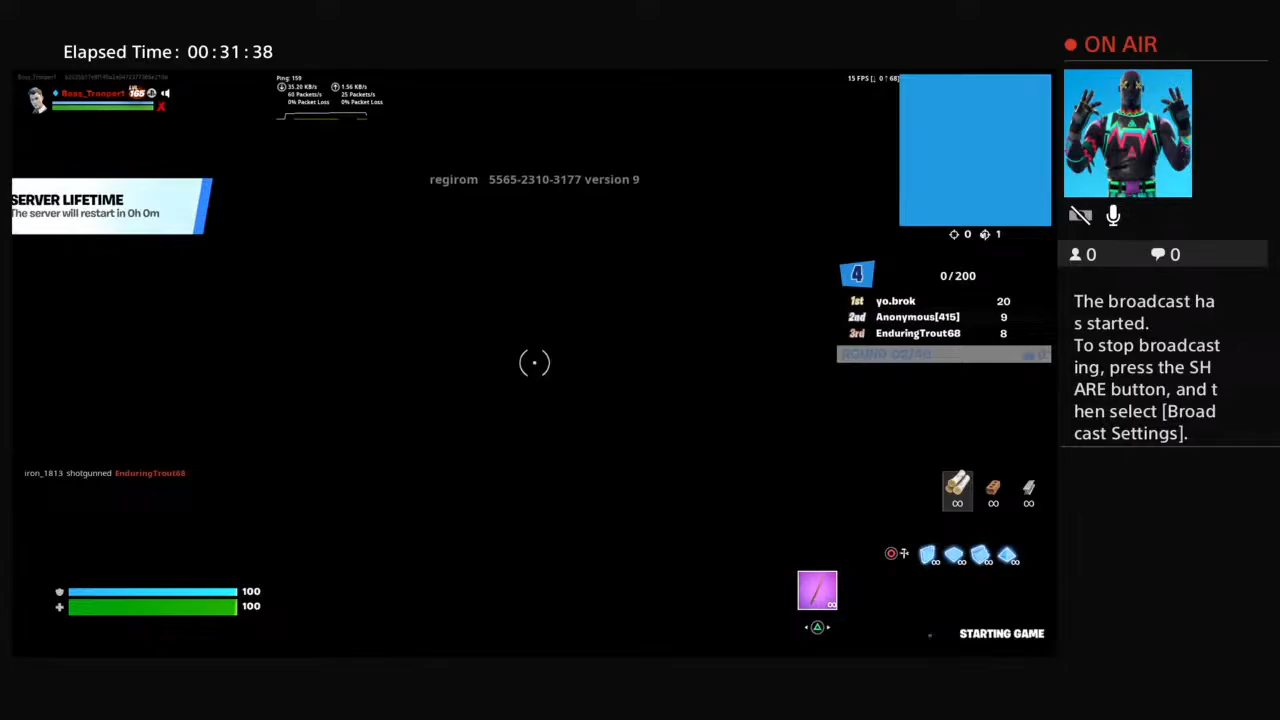 Elapsed Time: 00:31:38
ON AIR
Ping: 159
35.20 KB/s 1.56 KB/s
60 Packets/s 25 Packets/s
0% Packet Loss 0% Packet Loss
15 FPS
Boss_Trooper1 165
X
regirom 5565-2310-3177 version 9
SERVER LIFETIME
The server will restart in 0h 0m
0 1
0 0
4 0/200
1st yo.brok 20
2nd Anonymous[415] 9
3rd EnduringTrout68 8
The broadcast ha
s started.
To stop broadcast
ing, press the SH
ARE button, and t
hen select [Broad
cast Settings].
iron_1813 shotgunned EnduringTrout68
∞ ∞ ∞
∞ ∞ ∞ ∞
100
100
∞
STARTING GAME